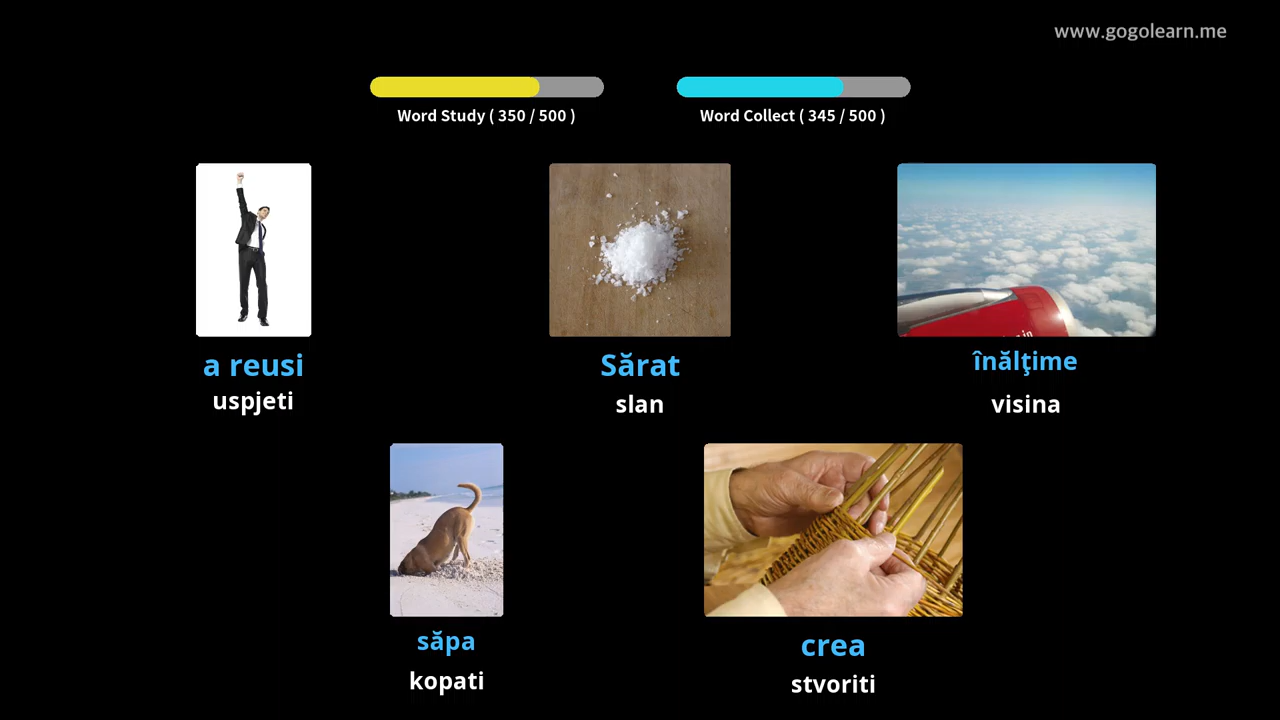 www.gogolearn.me
Word Study ( 350 / 500 )
Word Collect ( 345 / 500 )
a reusi
uspjeti
Sărat
slan
înălţime
visina
săpa
kopati
crea
stvoriti